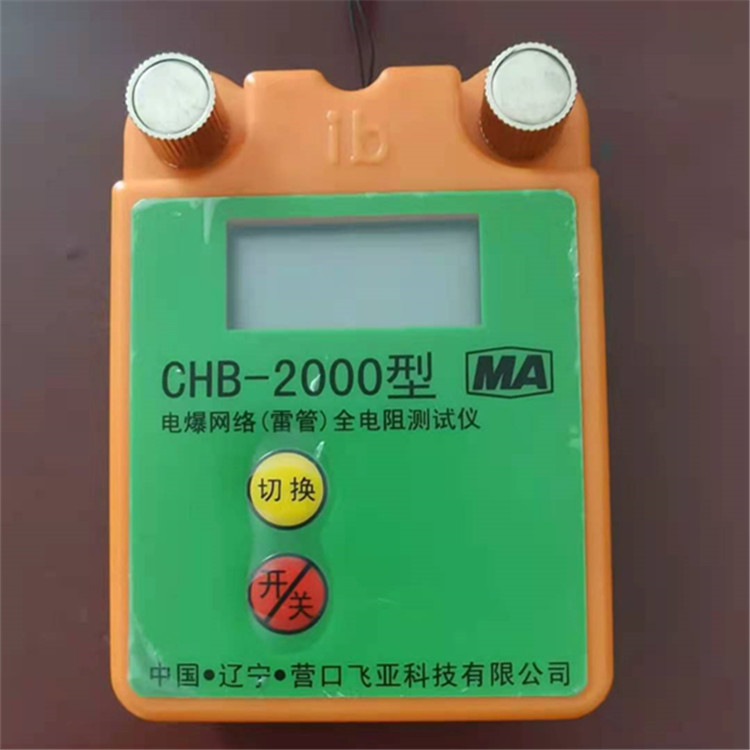 ib
CHB-2000型
MA
电爆网络(雷管)全电阻测试仪
切换
开/关
中国•辽宁•营口飞亚科技有限公司